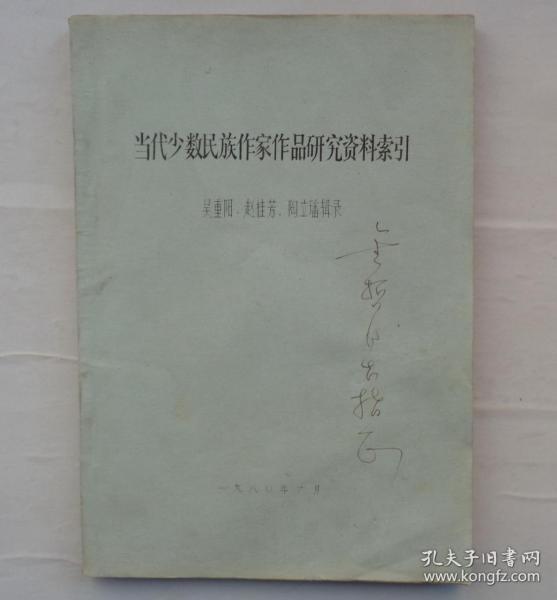 当代少数民族作家作品研究资料索引
吴重阳、赵桂芳、陶立璠辑录
指正
一九八〇年
孔夫子旧书网
www.kongfz.com